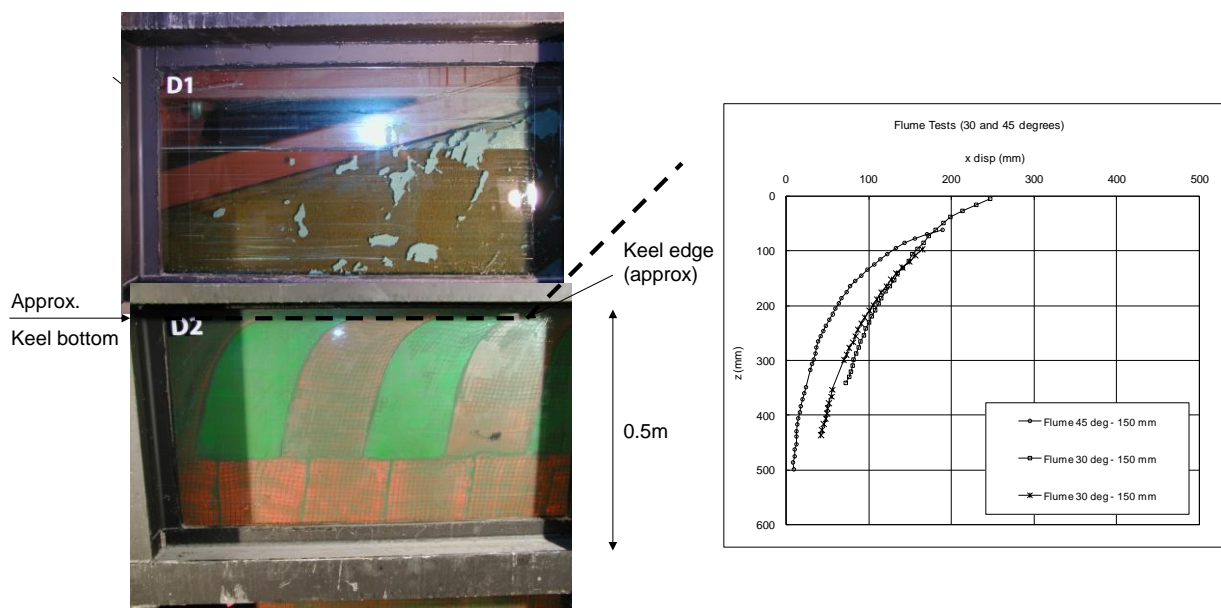 D1
Approx.
Keel bottom
D2
Keel edge
(approx)
0.5m
Flume Tests (30 and 45 degrees)
x disp (mm)
0 100 200 300 400 500
0
100
200
300
400
500
600
z (mm)
Flume 45 deg - 150 mm
Flume 30 deg - 150 mm
Flume 30 deg - 150 mm